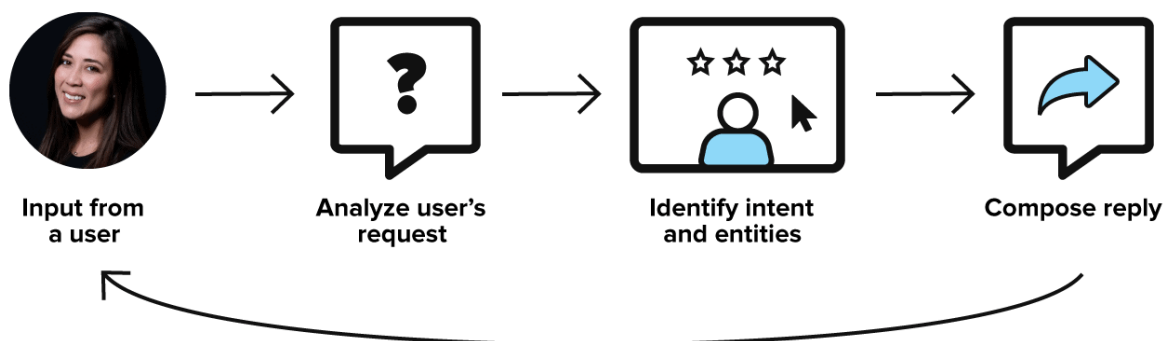 Input from
a user
Analyze user's
request
Identify intent
and entities
Compose reply